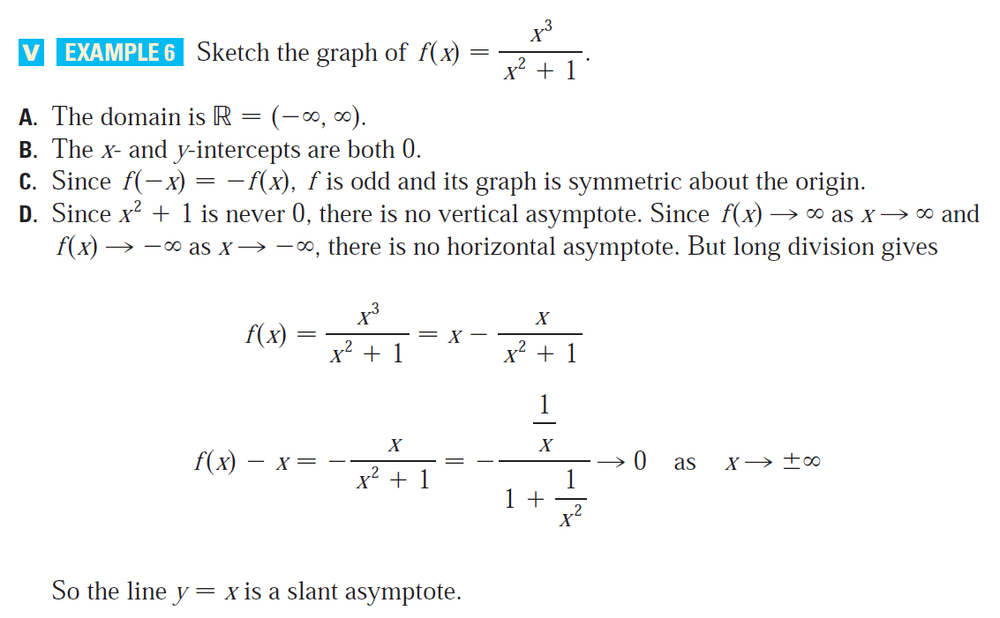 V EXAMPLE 6 Sketch the graph of f(x) = x³/(x² + 1).
A. The domain is ℝ = (−∞, ∞).
B. The x- and y-intercepts are both 0.
C. Since f(−x) = −f(x), f is odd and its graph is symmetric about the origin.
D. Since x² + 1 is never 0, there is no vertical asymptote. Since f(x) → ∞ as x → ∞ and
f(x) → −∞ as x → −∞, there is no horizontal asymptote. But long division gives
f(x) = x³/(x² + 1) = x − x/(x² + 1)
f(x) − x = −x/(x² + 1) = −(1/x)/(1 + 1/x²) → 0 as x → ±∞
So the line y = x is a slant asymptote.